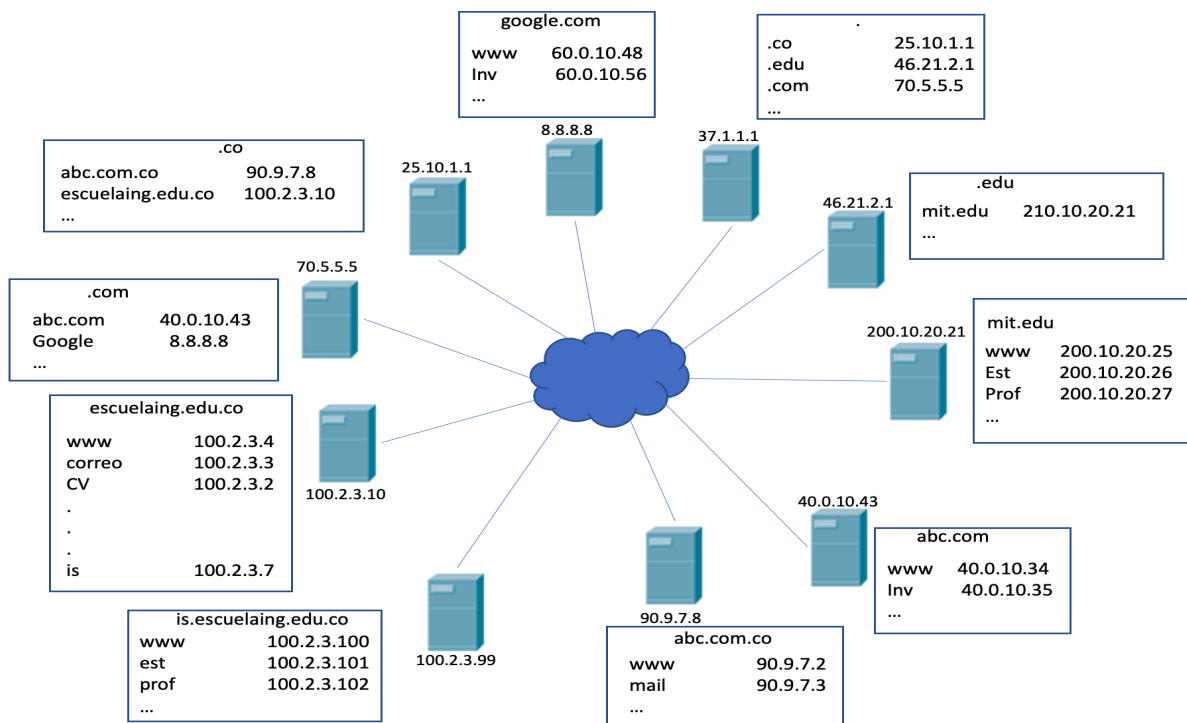 google.com
www 60.0.10.48
Inv 60.0.10.56
...
8.8.8.8
.
.co 25.10.1.1
.edu 46.21.2.1
.com 70.5.5.5
...
37.1.1.1
.co
abc.com.co 90.9.7.8
escuelaing.edu.co 100.2.3.10
...
25.10.1.1
.edu
mit.edu 210.10.20.21
...
46.21.2.1
.com
abc.com 40.0.10.43
Google 8.8.8.8
...
70.5.5.5
mit.edu
www 200.10.20.25
Est 200.10.20.26
Prof 200.10.20.27
...
200.10.20.21
escuelaing.edu.co
www 100.2.3.4
correo 100.2.3.3
CV 100.2.3.2
.
.
.
is 100.2.3.7
100.2.3.10
40.0.10.43
abc.com
www 40.0.10.34
Inv 40.0.10.35
...
is.escuelaing.edu.co
www 100.2.3.100
est 100.2.3.101
prof 100.2.3.102
...
100.2.3.99
90.9.7.8
abc.com.co
www 90.9.7.2
mail 90.9.7.3
...